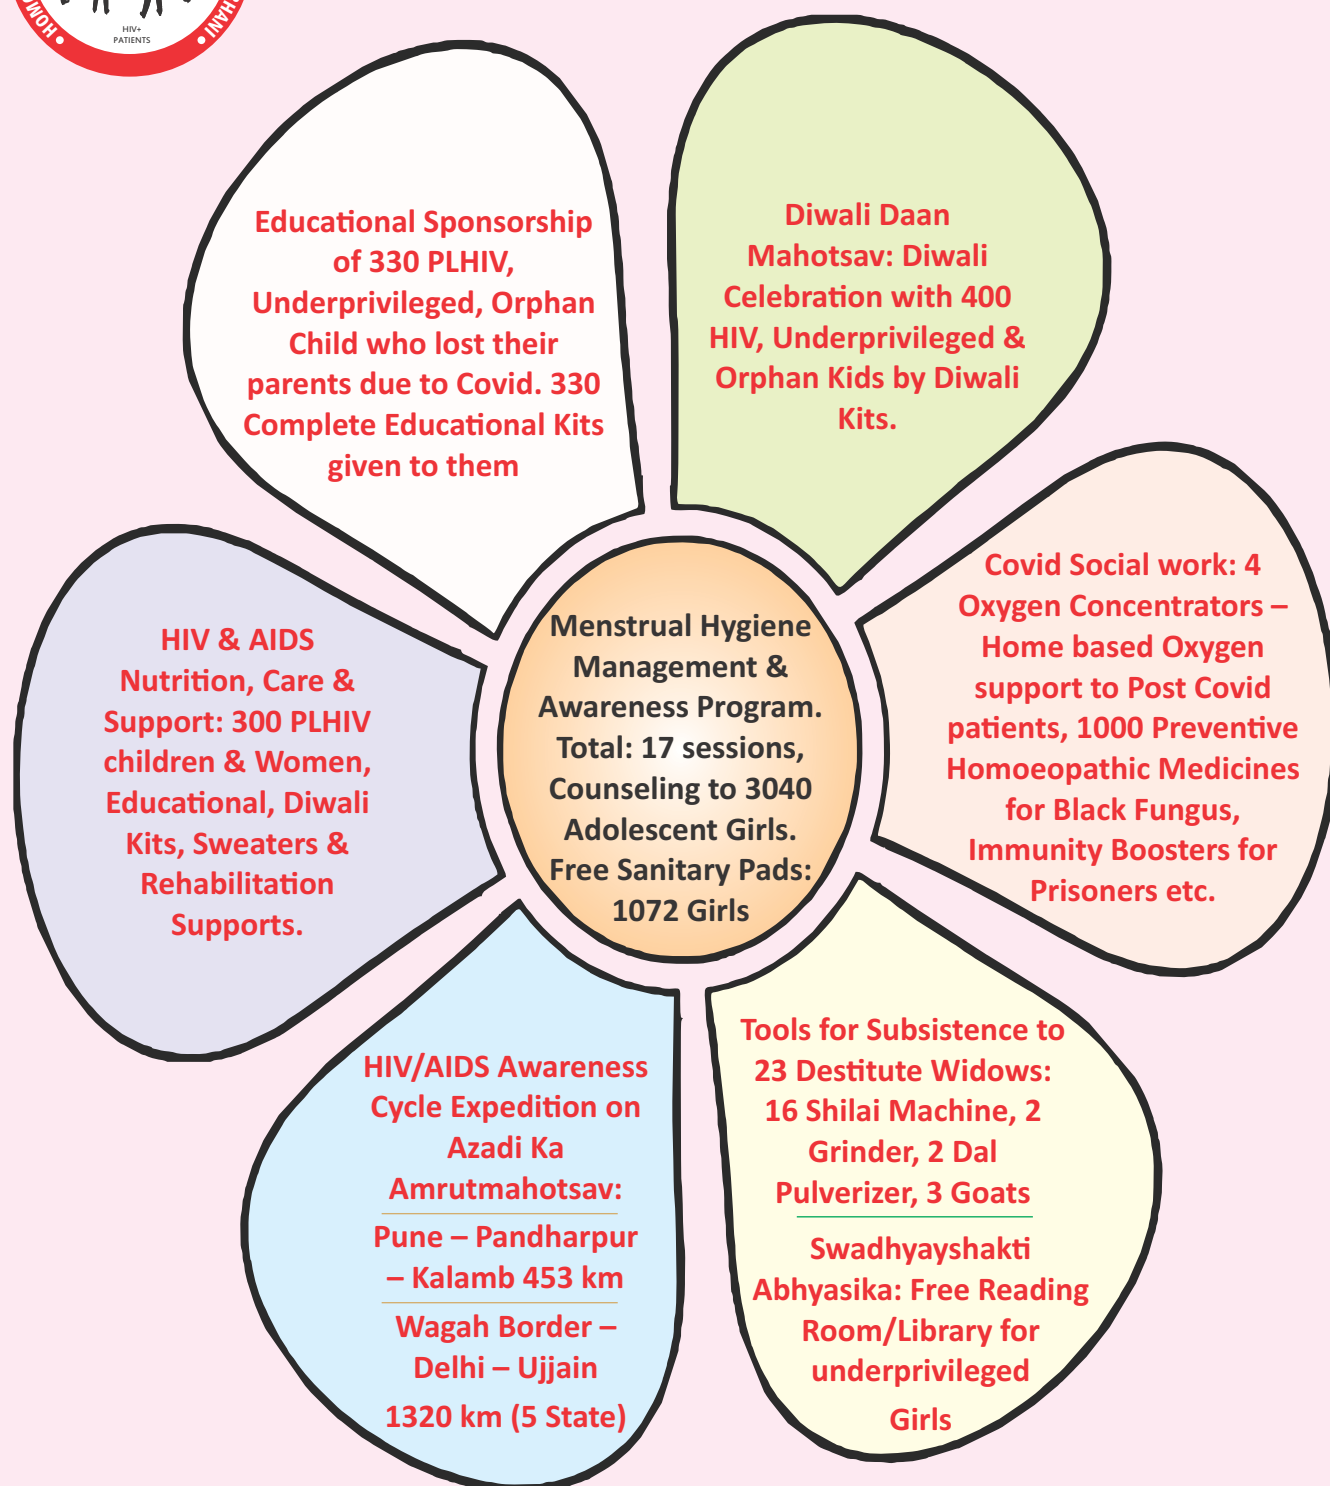 HOMO
PHANI
HIV+
PATIENTS
Educational Sponsorship
of 330 PLHIV,
Underprivileged, Orphan
Child who lost their
parents due to Covid. 330
Complete Educational Kits
given to them
Diwali Daan
Mahotsav: Diwali
Celebration with 400
HIV, Underprivileged &
Orphan Kids by Diwali
Kits.
Covid Social work: 4
Oxygen Concentrators –
Home based Oxygen
support to Post Covid
patients, 1000 Preventive
Homoeopathic Medicines
for Black Fungus,
Immunity Boosters for
Prisoners etc.
HIV & AIDS
Nutrition, Care &
Support: 300 PLHIV
children & Women,
Educational, Diwali
Kits, Sweaters &
Rehabilitation
Supports.
Menstrual Hygiene
Management &
Awareness Program.
Total: 17 sessions,
Counseling to 3040
Adolescent Girls.
Free Sanitary Pads:
1072 Girls
HIV/AIDS Awareness
Cycle Expedition on
Azadi Ka
Amrutmahotsav:
Pune – Pandharpur
– Kalamb 453 km
Wagah Border –
Delhi – Ujjain
1320 km (5 State)
Tools for Subsistence to
23 Destitute Widows:
16 Shilai Machine, 2
Grinder, 2 Dal
Pulverizer, 3 Goats
Swadhyayshakti
Abhyasika: Free Reading
Room/Library for
underprivileged
Girls